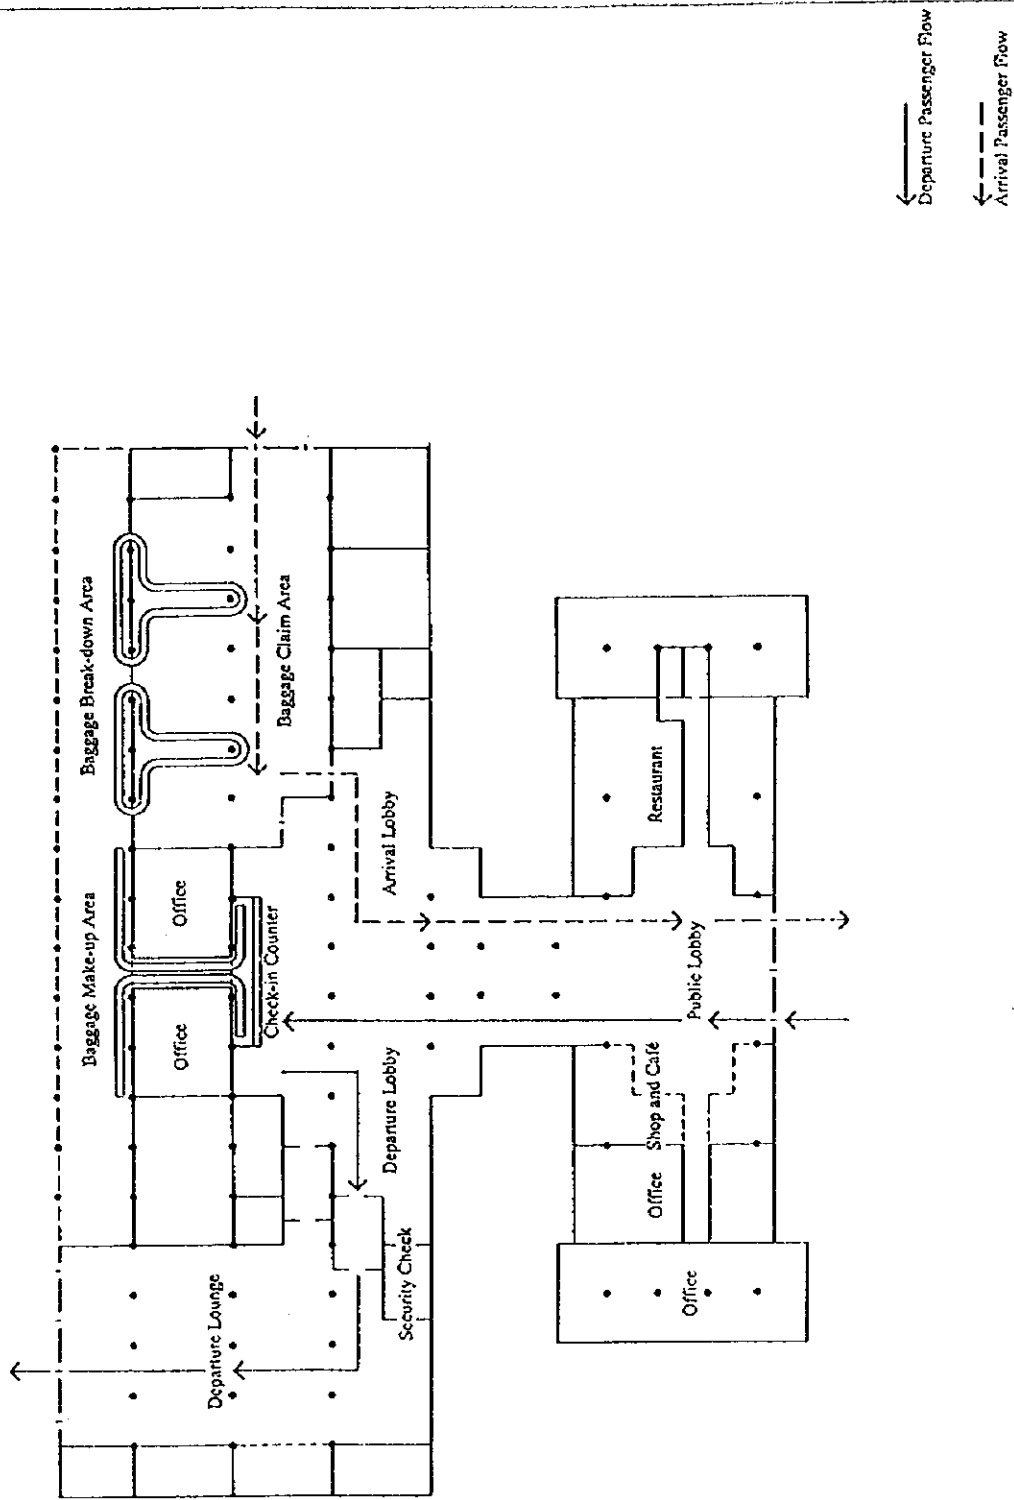 Baggage Make-up Area
Baggage Break-down Area
Office
Office
Check-in Counter
Baggage Claim Area
Departure Lounge
Security Check
Departure Lobby
Arrival Lobby
Office
Office
Shop and Café
Public Lobby
Restaurant
Departure Passenger Flow
Arrival Passenger Flow